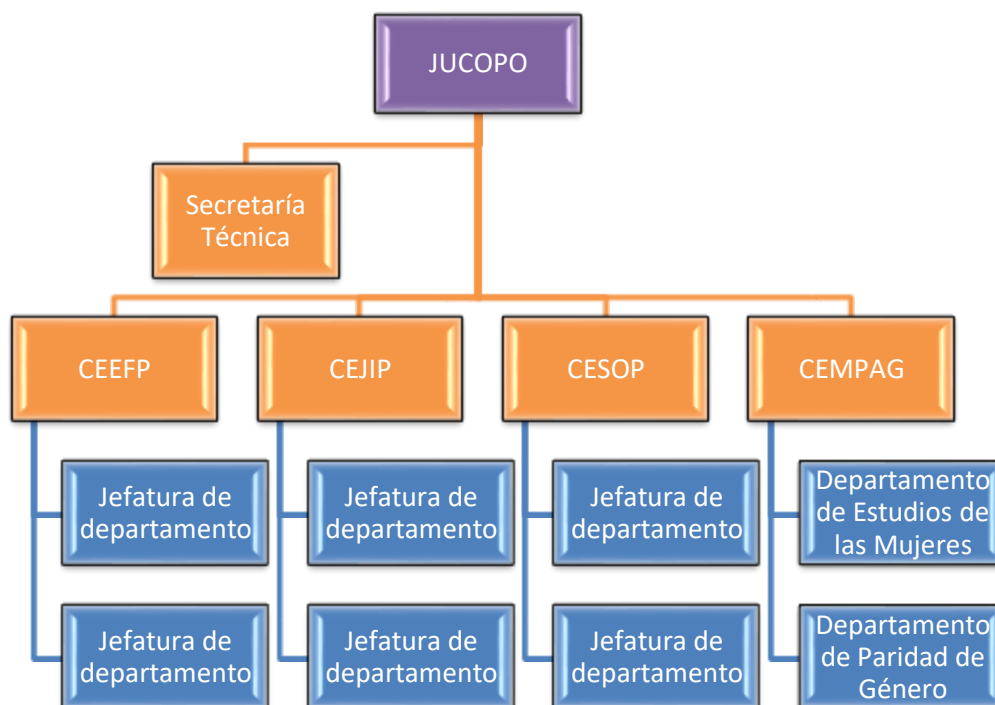 JUCOPO
Secretaría
Técnica
CEEFP
CEJIP
CESOP
CEMPAG
Jefatura de
departamento
Jefatura de
departamento
Jefatura de
departamento
Departamento
de Estudios de
las Mujeres
Jefatura de
departamento
Jefatura de
departamento
Jefatura de
departamento
Departamento
de Paridad de
Género